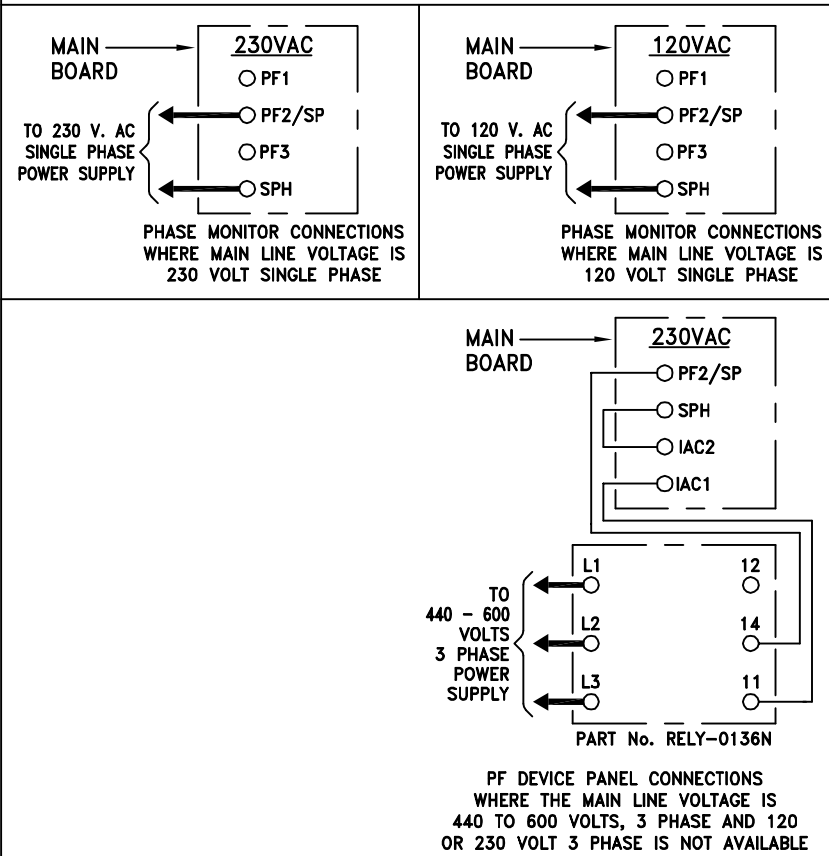 MAIN
BOARD
230VAC
PF1
PF2/SP
PF3
SPH
TO 230 V. AC
SINGLE PHASE
POWER SUPPLY
PHASE MONITOR CONNECTIONS
WHERE MAIN LINE VOLTAGE IS
230 VOLT SINGLE PHASE
MAIN
BOARD
120VAC
PF1
PF2/SP
PF3
SPH
TO 120 V. AC
SINGLE PHASE
POWER SUPPLY
PHASE MONITOR CONNECTIONS
WHERE MAIN LINE VOLTAGE IS
120 VOLT SINGLE PHASE
MAIN
BOARD
230VAC
PF2/SP
SPH
IAC2
IAC1
L1
L2
L3
12
14
11
TO
440 - 600
VOLTS
3 PHASE
POWER
SUPPLY
PART No. RELY-0136N
PF DEVICE PANEL CONNECTIONS
WHERE THE MAIN LINE VOLTAGE IS
440 TO 600 VOLTS, 3 PHASE AND 120
OR 230 VOLT 3 PHASE IS NOT AVAILABLE